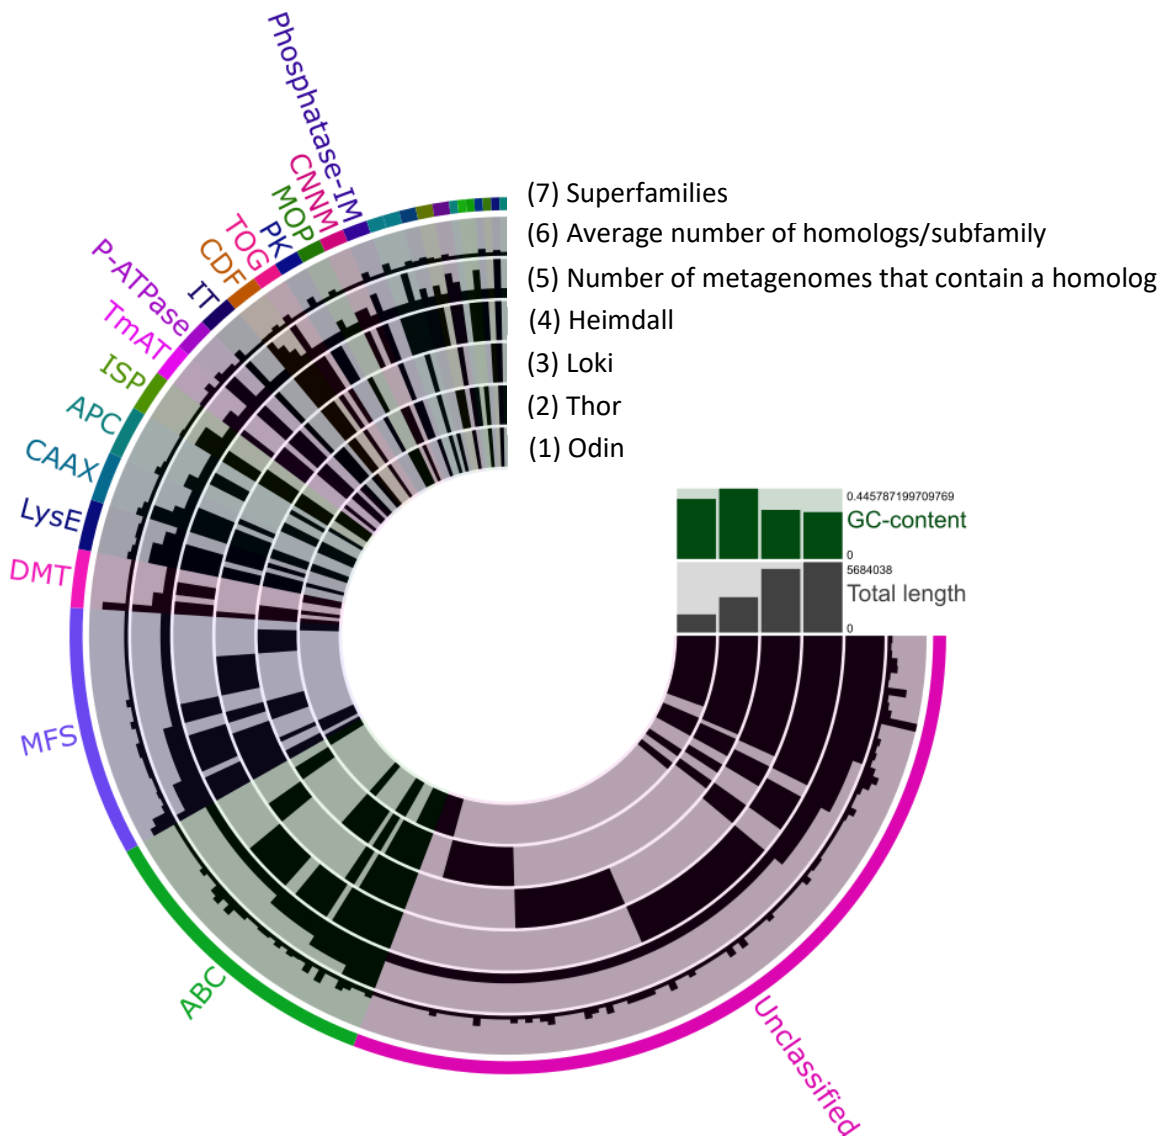 Phosphatase-IM
CNNM
MOP
PK
TOG
CDF
IT
P-ATPase
TmAT
ISP
APC
CAAX
LysE
DMT
MFS
ABC
Unclassified
(7) Superfamilies
(6) Average number of homologs/subfamily
(5) Number of metagenomes that contain a homolog
(4) Heimdall
(3) Loki
(2) Thor
(1) Odin
0.445787199709769
GC-content
0
5684038
Total length
0